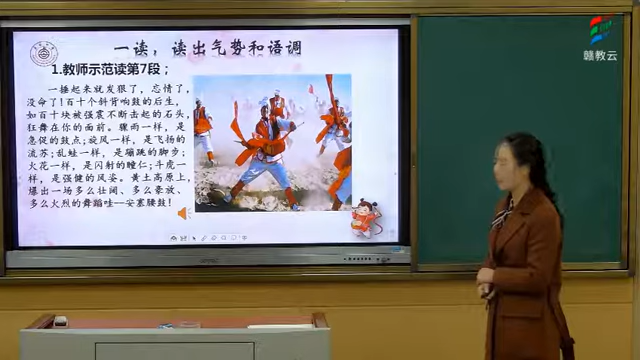 赣教云
一读，读出气势和语调
1.教师示范读第7段；
一捶起来就发狠了，忘情了，
没命了！百十个斜背响鼓的后生，
如百十块被强震不断击起的石头，
狂舞在你的面前。骤雨一样，是
急促的鼓点；旋风一样，是飞扬的
流苏；乱蛙一样，是蹦跳的脚步；
火花一样，是闪射的瞳仁；斗虎一
样，是强健的风姿。黄土高原上，
爆出一场多么壮阔、多么豪放、
多么火烈的舞蹈哇--安塞腰鼓！